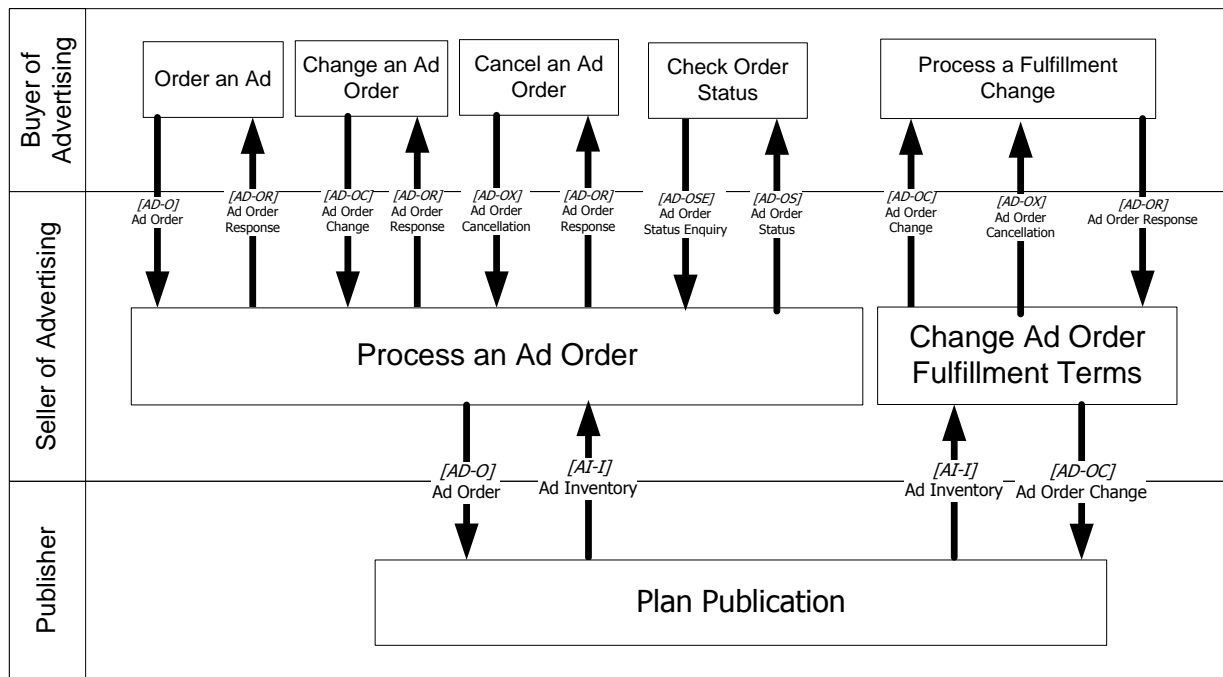 Buyer of
Advertising
Order an Ad
Change an Ad
Order
Cancel an Ad
Order
Check Order
Status
Process a Fulfillment
Change
[AD-O]
Ad Order
[AD-OR]
Ad Order
Response
[AD-OC]
Ad Order
Change
[AD-OR]
Ad Order
Response
[AD-OX]
Ad Order
Cancellation
[AD-OR]
Ad Order
Response
[AD-OSE]
Ad Order
Status Enquiry
[AD-OS]
Ad Order
Status
[AD-OC]
Ad Order
Change
[AD-OX]
Ad Order
Cancellation
[AD-OR]
Ad Order Response
Seller of Advertising
Process an Ad Order
Change Ad Order
Fulfillment Terms
[AD-O]
Ad Order
[AI-I]
Ad Inventory
[AI-I]
Ad Inventory
[AD-OC]
Ad Order Change
Publisher
Plan Publication